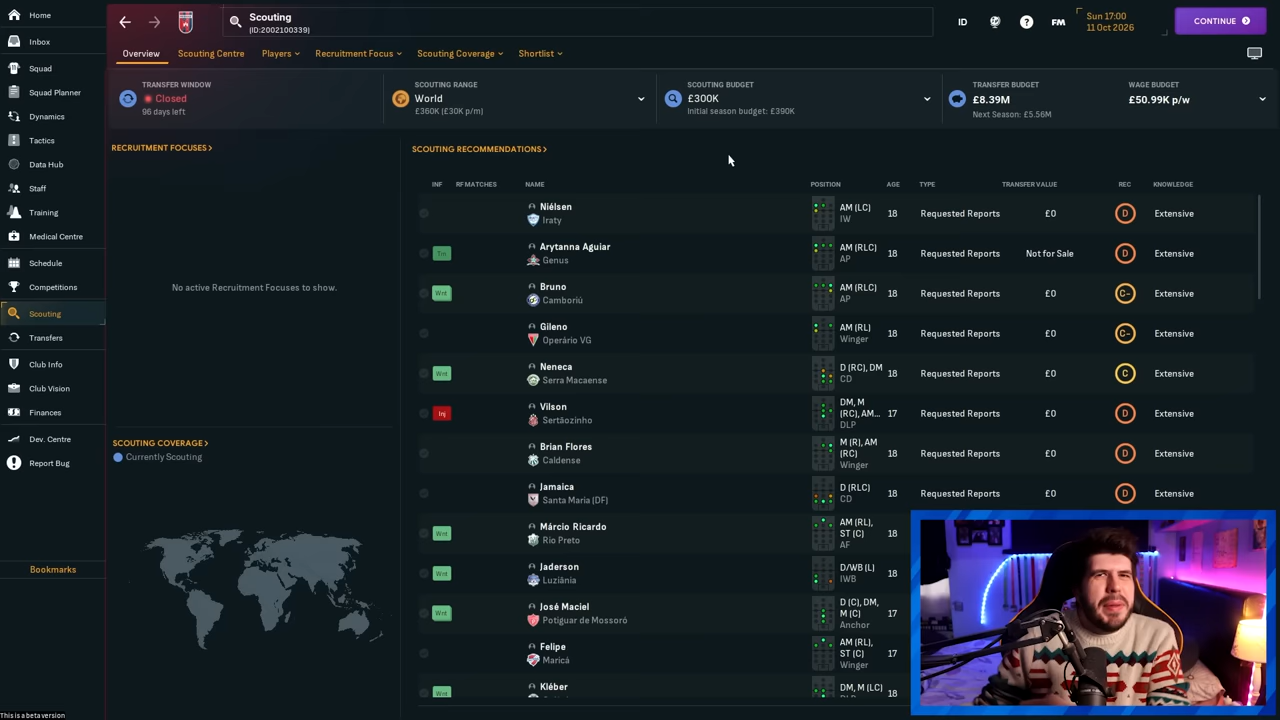 Home
Inbox
Squad
Squad Planner
Dynamics
Tactics
Data Hub
Staff
Training
Medical Centre
Schedule
Competitions
Scouting
Transfers
Club Info
Club Vision
Finances
Dev. Centre
Report Bug
Bookmarks
This is a beta version
Scouting
(ID:2002100339)
ID
?
FM
Sun 17:00
11 Oct 2026
CONTINUE
Overview
Scouting Centre
Players
Recruitment Focus
Scouting Coverage
Shortlist
TRANSFER WINDOW
Closed
96 days left
SCOUTING RANGE
World
£360K (£30K p/m)
SCOUTING BUDGET
£300K
Initial season budget: £390K
TRANSFER BUDGET
£8.39M
Next Season: £5.56M
WAGE BUDGET
£50.99K p/w
RECRUITMENT FOCUSES >
No active Recruitment Focuses to show.
SCOUTING COVERAGE >
Currently Scouting
SCOUTING RECOMMENDATIONS >
INF RF MATCHES NAME POSITION AGE TYPE TRANSFER VALUE REC KNOWLEDGE
Niélsen
Iraty
AM (LC)
IW
18 Requested Reports £0 D Extensive
Trn
Arytanna Aguiar
Genus
AM (RLC)
AP
18 Requested Reports Not for Sale D Extensive
Wnt
Bruno
Camboriú
AM (RLC)
AP
18 Requested Reports £0 C- Extensive
Gileno
Operário VG
AM (RL)
Winger
18 Requested Reports £0 C- Extensive
Wnt
Neneca
Serra Macaense
D (RC), DM
CD
18 Requested Reports £0 C Extensive
Inj
Vilson
Sertãozinho
DM, M
(RC), AM...
DLP
17 Requested Reports £0 D Extensive
Brian Flores
Caldense
M (R), AM
(RC)
Winger
18 Requested Reports £0 D Extensive
Jamaica
Santa Maria (DF)
D (RLC)
CD
18 Requested Reports £0 D Extensive
Wnt
Márcio Ricardo
Rio Preto
AM (RL),
ST (C)
AF
18
Wnt
Jaderson
Luziânia
D/WB (L)
IWB
18
Wnt
José Maciel
Potiguar de Mossoró
D (C), DM,
M (C)
Anchor
17
Felipe
Maricá
AM (RL),
ST (C)
Winger
17
Wnt
Kléber
DM, M (LC)
18